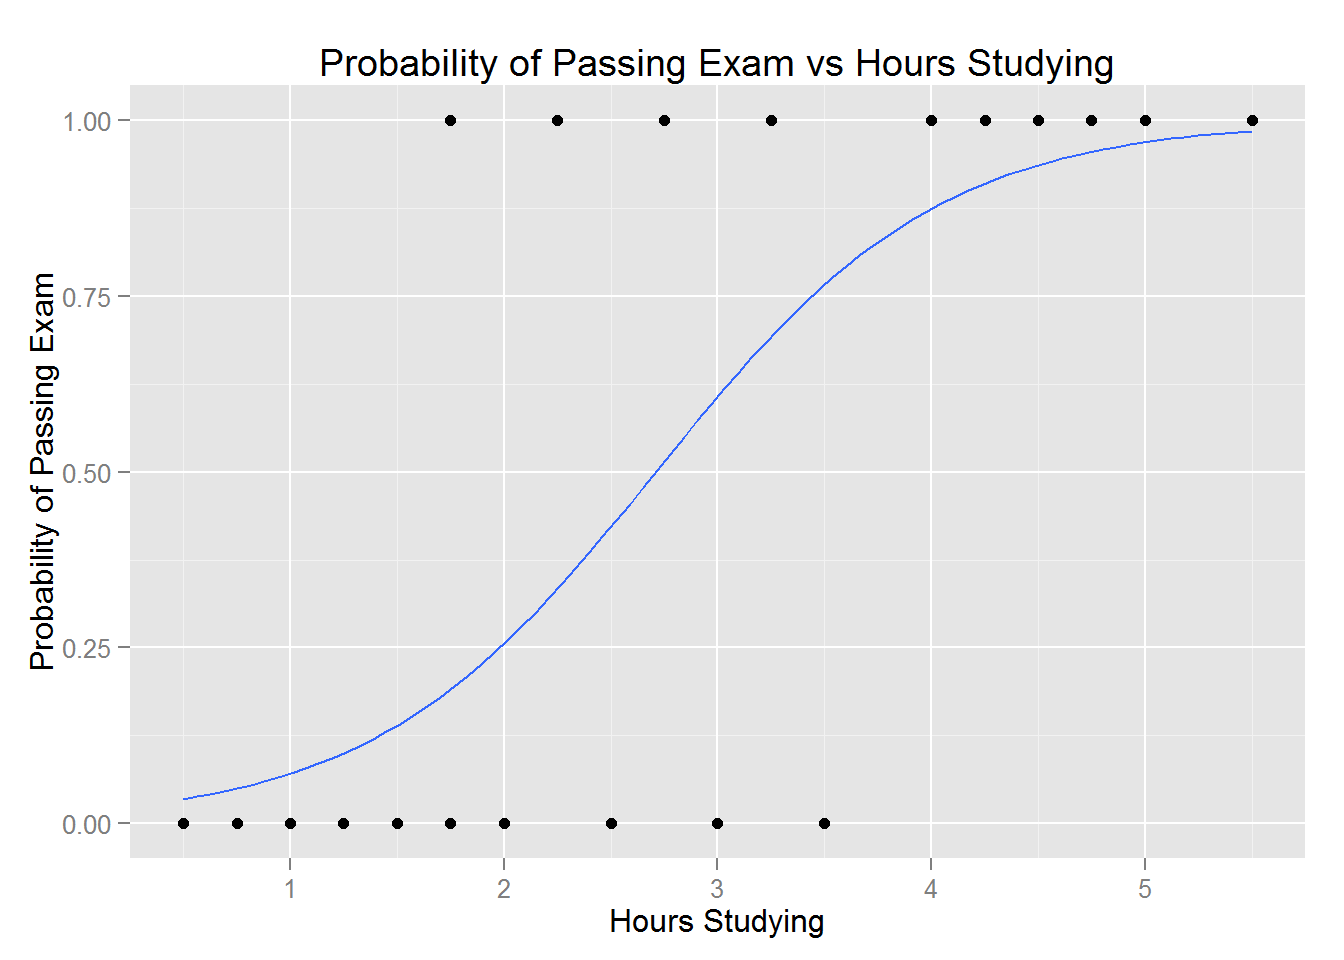 Probability of Passing Exam vs Hours Studying
Probability of Passing Exam
1.00
0.75
0.50
0.25
0.00
1 2 3 4 5
Hours Studying